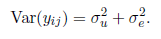 Var(y_{ij}) = σ_u^2 + σ_e^2.